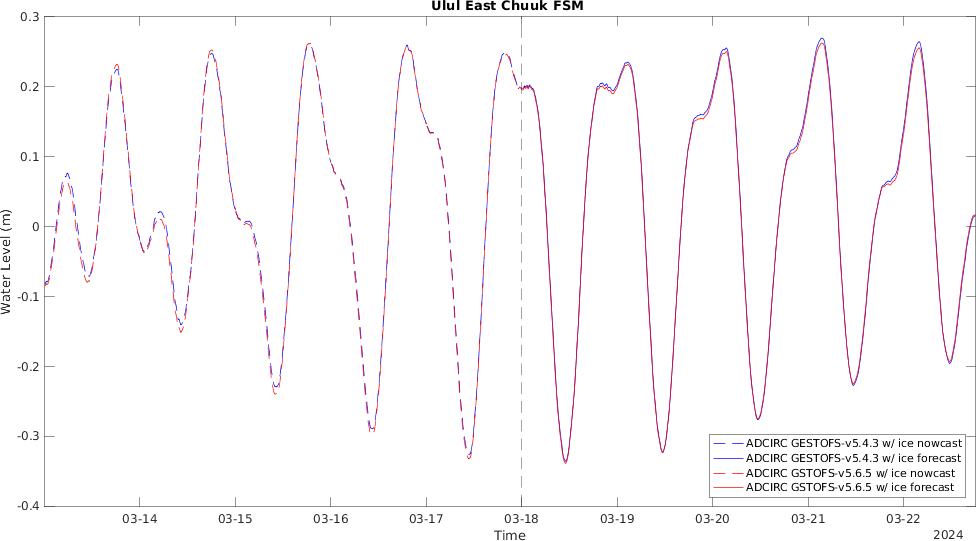 Ulul East Chuuk FSM
0.3
0.2
0.1
0
-0.1
-0.2
-0.3
-0.4
Water Level (m)
ADCIRC GESTOFS-v5.4.3 w/ ice nowcast
ADCIRC GESTOFS-v5.4.3 w/ ice forecast
ADCIRC GSTOFS-v5.6.5 w/ ice nowcast
ADCIRC GSTOFS-v5.6.5 w/ ice forecast
03-14 03-15 03-16 03-17 03-18 03-19 03-20 03-21 03-22
Time
2024